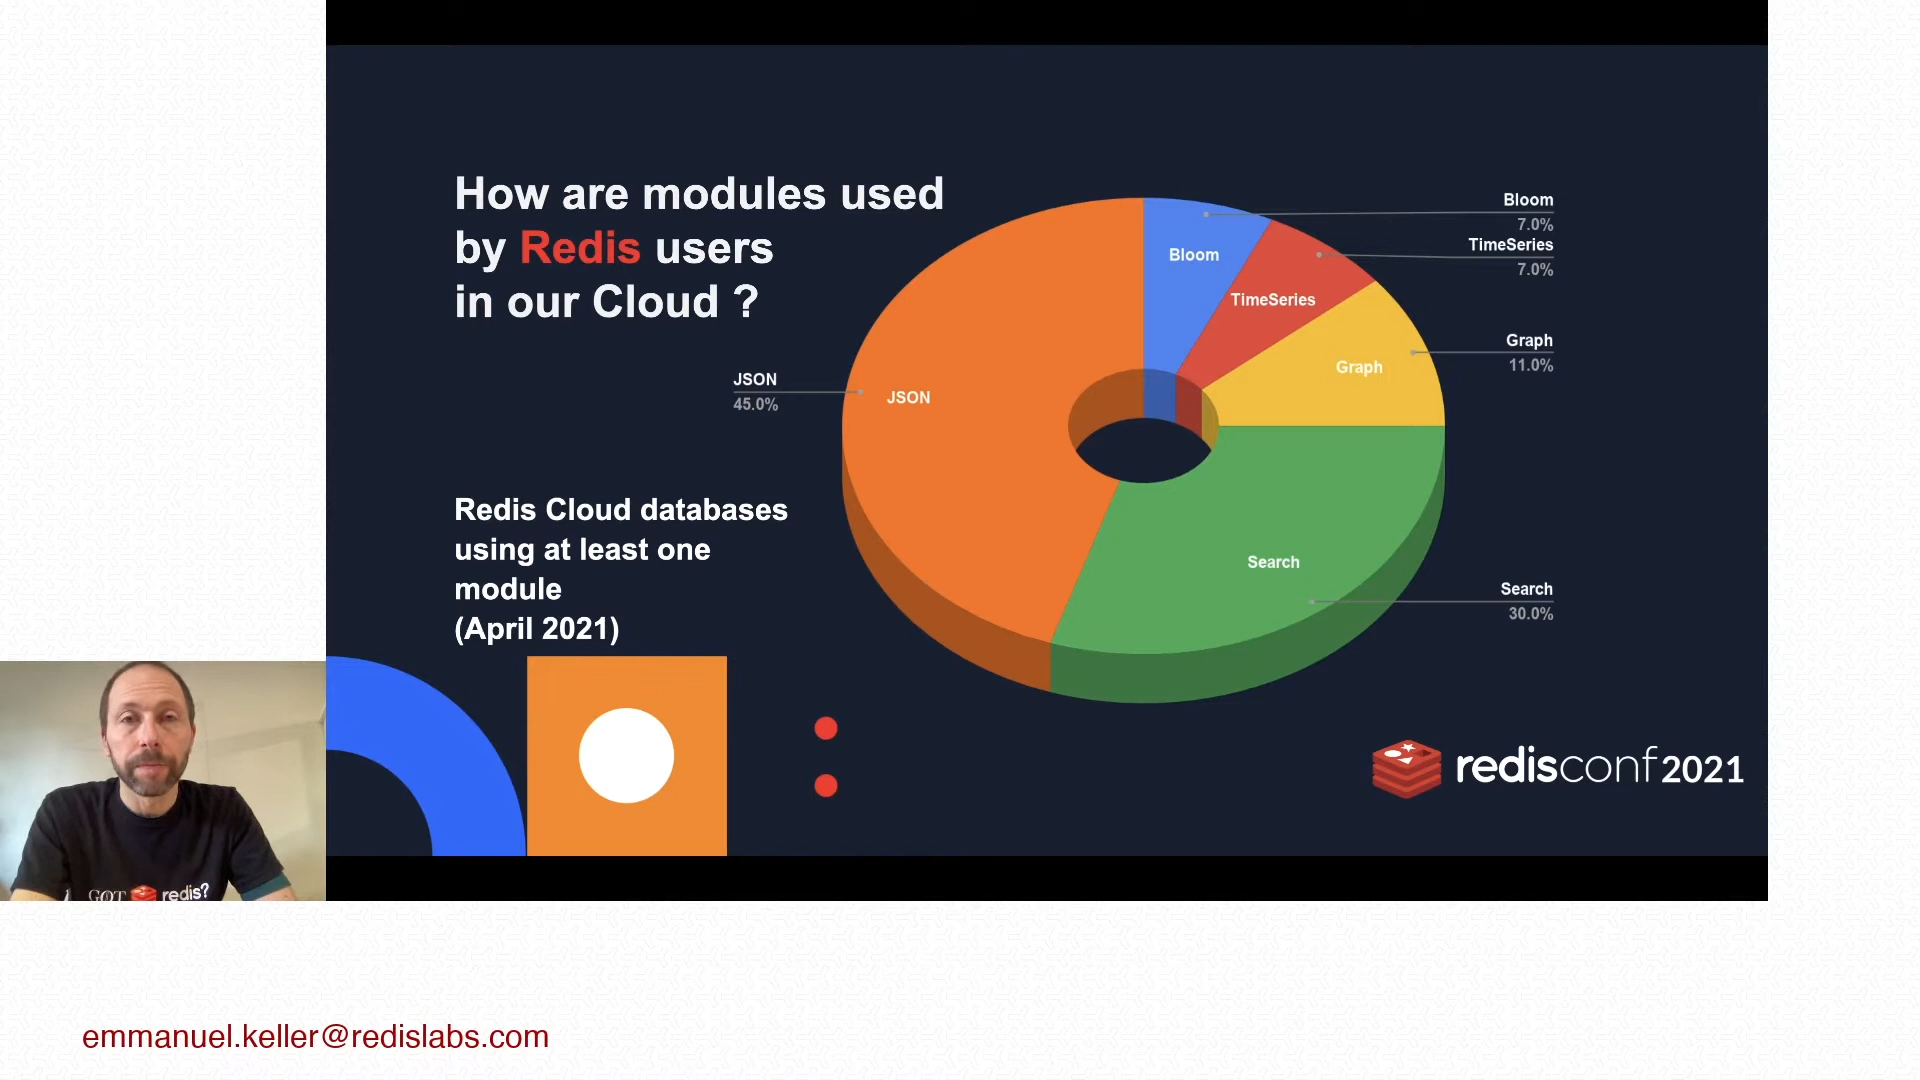 How are modules used
by Redis users
in our Cloud ?
Redis Cloud databases
using at least one
module
(April 2021)
JSON
45.0%
JSON
Bloom
TimeSeries
Graph
Search
Bloom
7.0%
TimeSeries
7.0%
Graph
11.0%
Search
30.0%
redisconf2021
GOT redis?
emmanuel.keller@redislabs.com